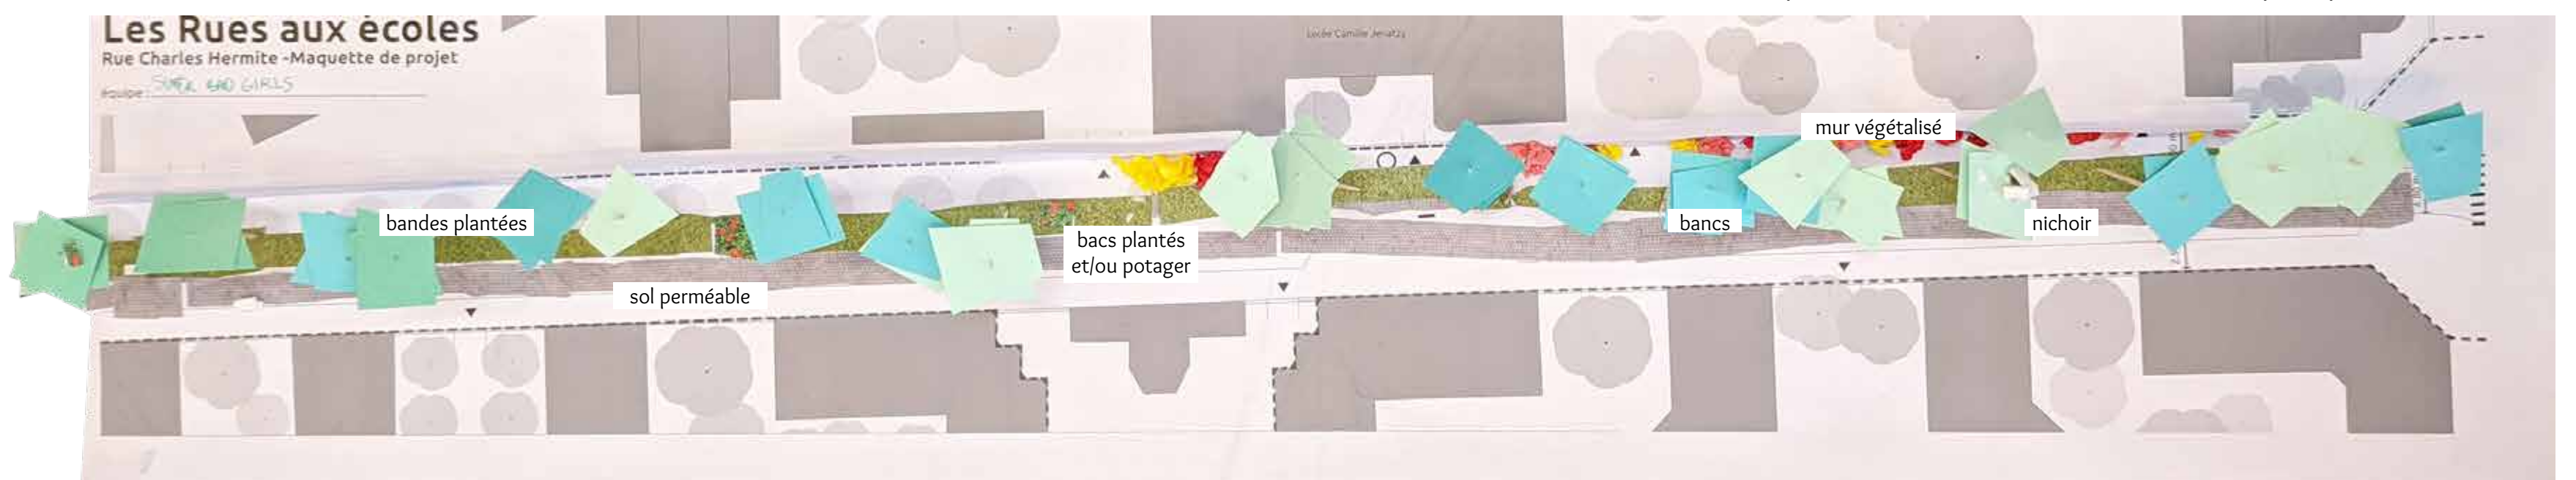 Les Rues aux écoles
Rue Charles Hermite -Maquette de projet
équipe : SUPER BAD GIRLS
Lycée Camille Jenatzy
mur végétalisé
bandes plantées
bancs
nichoir
bacs plantés
et/ou potager
sol perméable